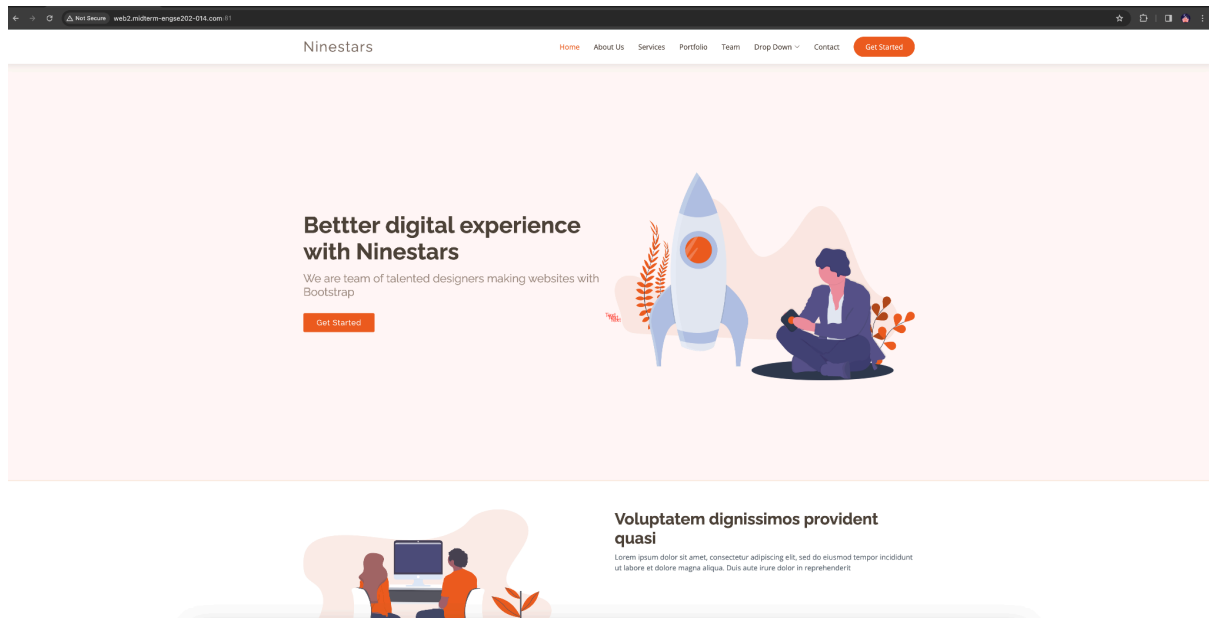 Not Secure web2.midterm-engse202-014.com:81
Ninestars
Home About Us Services Portfolio Team Drop Down Contact Get Started
Bettter digital experience
with Ninestars
We are team of talented designers making websites with
Bootstrap
Get Started
Voluptatem dignissimos provident
quasi
Lorem ipsum dolor sit amet, consectetur adipiscing elit, sed do eiusmod tempor incididunt
ut labore et dolore magna aliqua. Duis aute irure dolor in reprehenderit